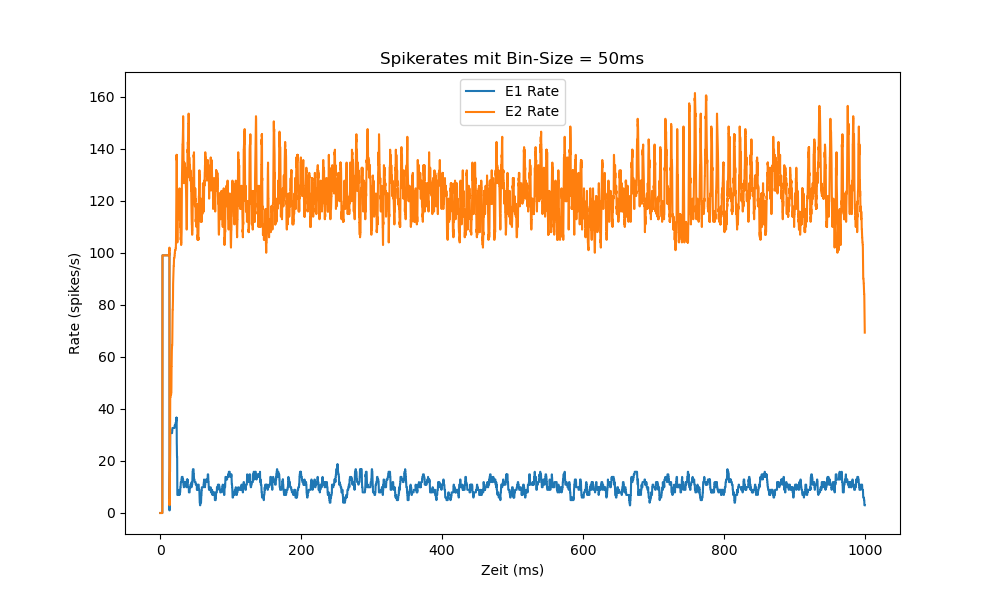 Spikerates mit Bin-Size = 50ms
E1 Rate
E2 Rate
160
140
120
100
80
60
40
20
0
Rate (spikes/s)
0 200 400 600 800 1000
Zeit (ms)